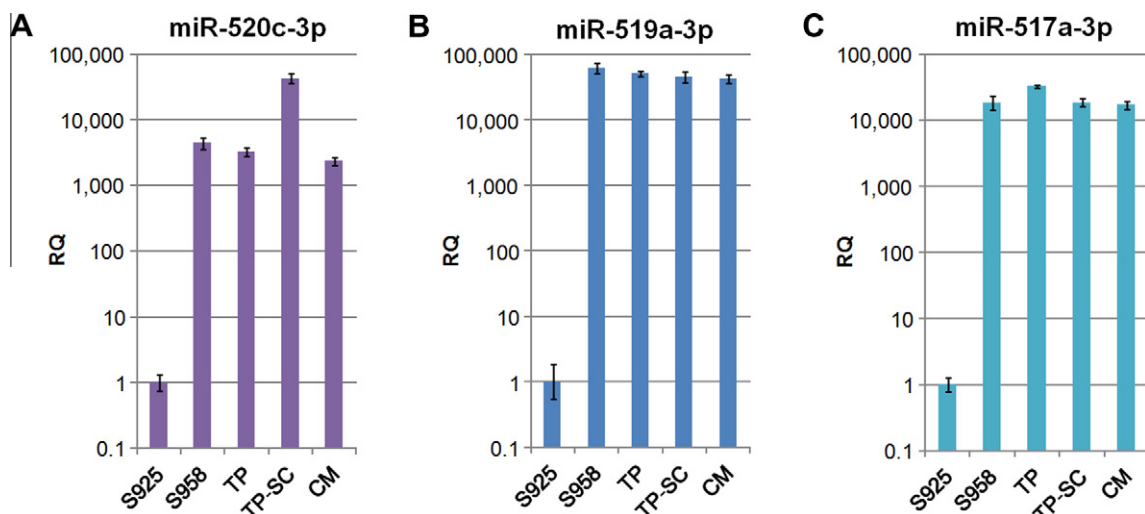 A
miR-520c-3p
100,000
10,000
1,000
100
10
1
0.1
RQ
S925
S958
TP
TP-SC
CM
B
miR-519a-3p
100,000
10,000
1,000
100
10
1
0.1
RQ
S925
S958
TP
TP-SC
CM
C
miR-517a-3p
100,000
10,000
1,000
100
10
1
0.1
RQ
S925
S958
TP
TP-SC
CM